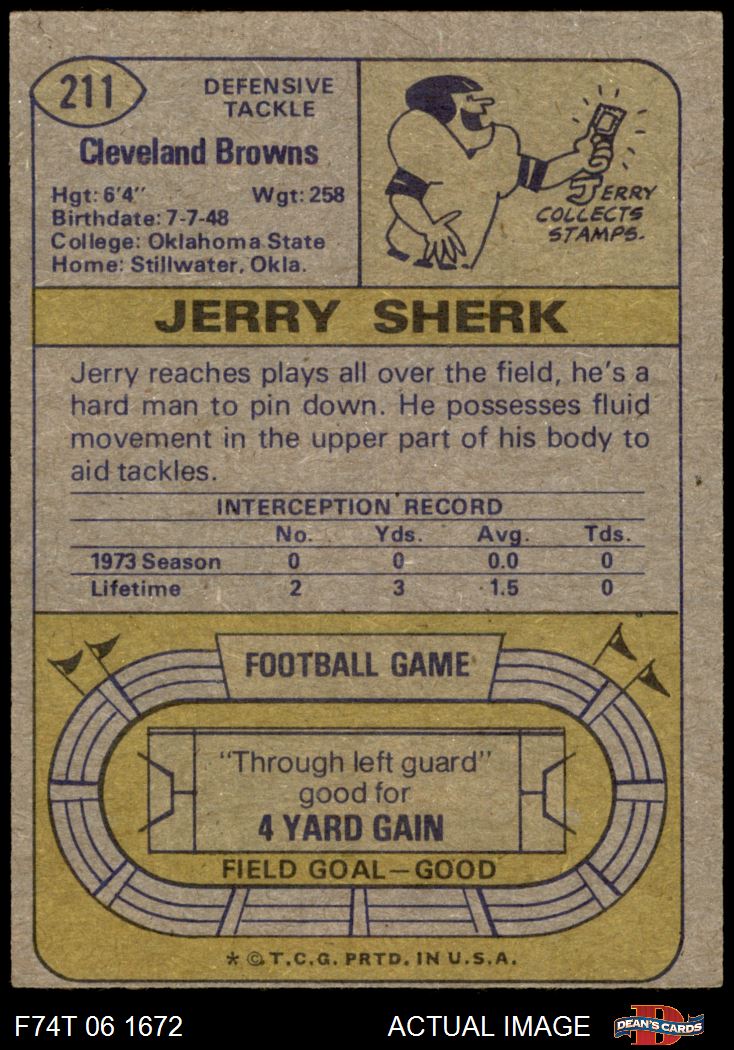 211
DEFENSIVE
TACKLE
Cleveland Browns
Hgt: 6'4" Wgt: 258
Birthdate: 7-7-48
College: Oklahoma State
Home: Stillwater, Okla.
JERRY
COLLECTS
STAMPS.
JERRY SHERK
Jerry reaches plays all over the field, he's a
hard man to pin down. He possesses fluid
movement in the upper part of his body to
aid tackles.
INTERCEPTION RECORD
No. Yds. Avg. Tds.
1973 Season 0 0 0.0 0
Lifetime 2 3 1.5 0
FOOTBALL GAME
"Through left guard"
good for
4 YARD GAIN
FIELD GOAL—GOOD
* © T.C.G. PRTD. IN U.S.A.
F74T 06 1672 ACTUAL IMAGE D DEAN'S CARDS